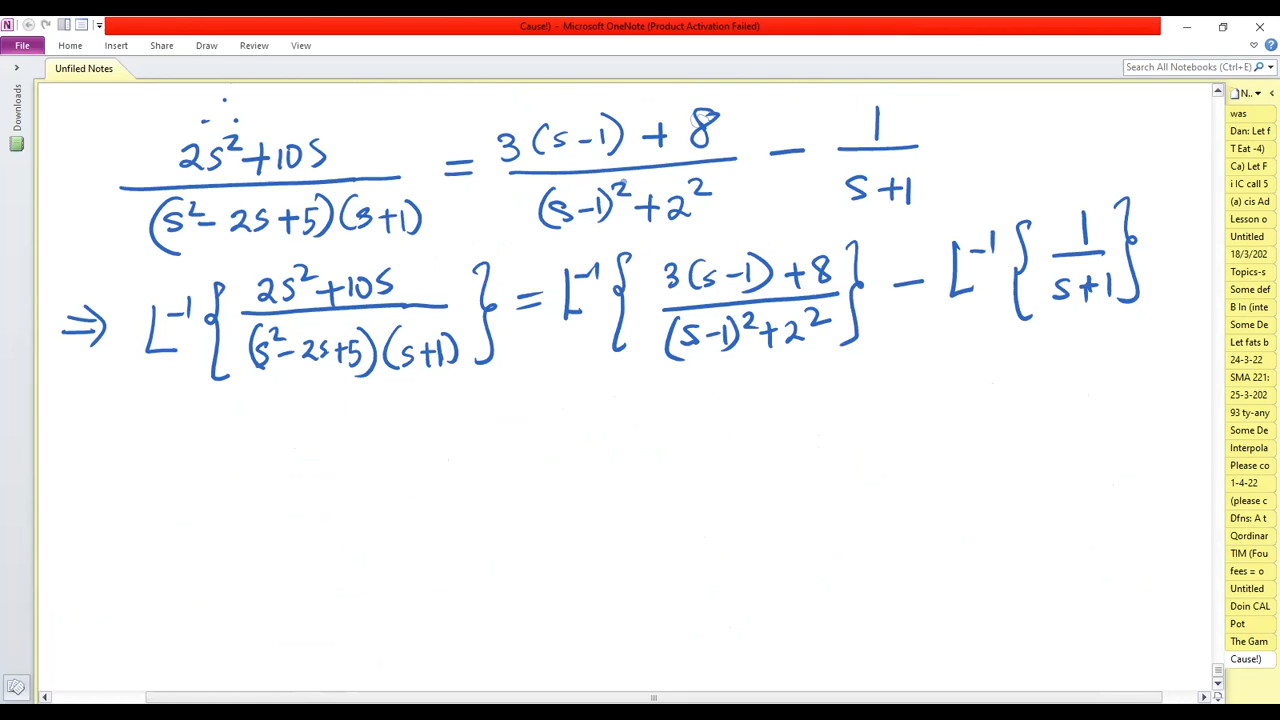 Cause!) - Microsoft OneNote (Product Activation Failed)
File Home Insert Share Draw Review View
Unfiled Notes
Search All Notebooks (Ctrl+E)
Downloads
∴ (2s²+10s)/((s²-2s+5)(s+1)) = (3(s-1)+8)/((s-1)²+2²) - 1/(s+1)
⇒ L⁻¹{(2s²+10s)/((s²-2s+5)(s+1))} = L⁻¹{(3(s-1)+8)/((s-1)²+2²)} - L⁻¹{1/(s+1)}
N..
was
Dan: Let f
T Eat -4)
Ca) Let F
i IC call 5
(a) cis Ad
Lesson o
Untitled
18/3/202
Topics-s
Some def
B In (inte
Some De
Let fats b
24-3-22
SMA 221:
25-3-202
93 ty-any
Some De
Interpola
Please co
1-4-22
(please c
Dfns: A t
Qordinar
TIM (Fou
fees = o
Untitled
Doin CAL
Pot
The Gam
Cause!)